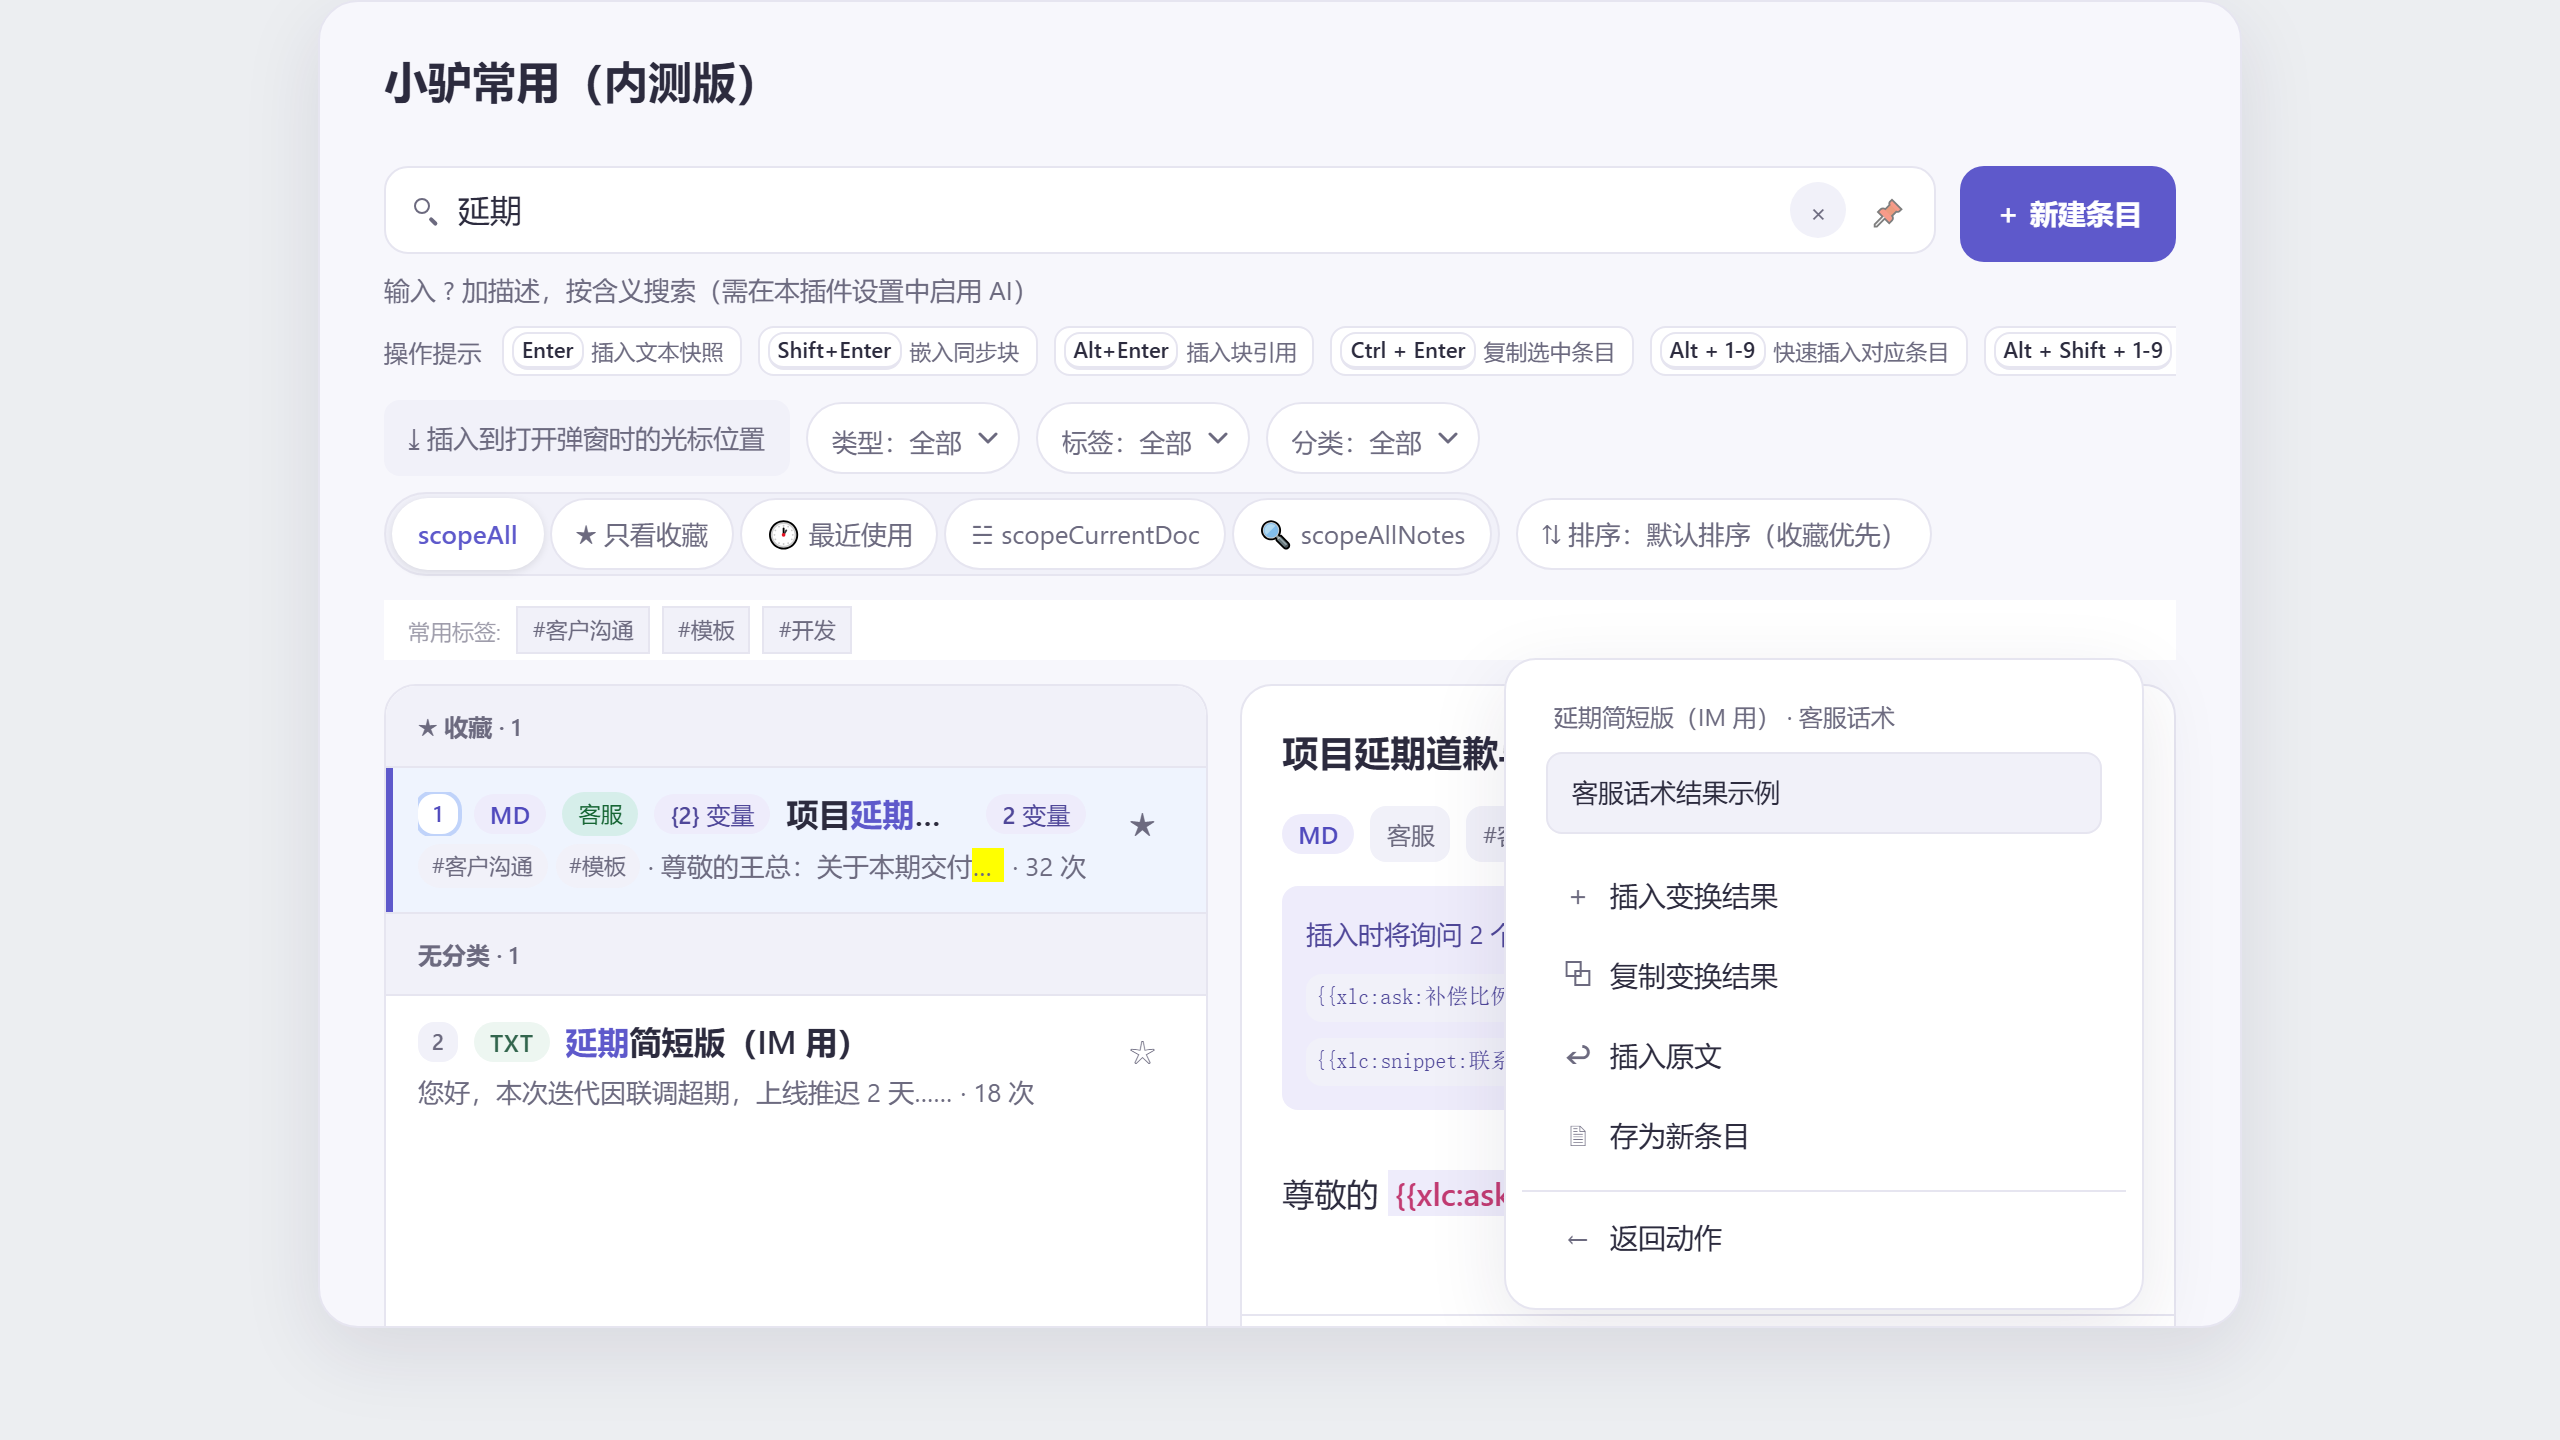 小驴常用（内测版）
延期
× 
+ 新建条目
输入 ? 加描述，按含义搜索（需在本插件设置中启用 AI）
操作提示 Enter 插入文本快照 Shift+Enter 嵌入同步块 Alt+Enter 插入块引用 Ctrl + Enter 复制选中条目 Alt + 1-9 快速插入对应条目 Alt + Shift + 1-9
⤓ 插入到打开弹窗时的光标位置 类型：全部 标签：全部 分类：全部
scopeAll ★ 只看收藏 最近使用 ☵ scopeCurrentDoc scopeAllNotes ⇅ 排序：默认排序（收藏优先）
常用标签: #客户沟通 #模板 #开发
★ 收藏 · 1
1 MD 客服 {2} 变量 项目延期... 2 变量 ★
#客户沟通 #模板 · 尊敬的王总：关于本期交付... · 32 次
无分类 · 1
2 TXT 延期简短版（IM 用） ☆
您好，本次迭代因联调超期，上线推迟 2 天...... · 18 次
项目延期道歉
MD 客服 #客
插入时将询问 2 个
{{xlc:ask:补偿比例
{{xlc:snippet:联系
尊敬的 {{xlc:ask
延期简短版（IM 用） · 客服话术
客服话术结果示例
+ 插入变换结果
复制变换结果
↩ 插入原文
存为新条目
← 返回动作